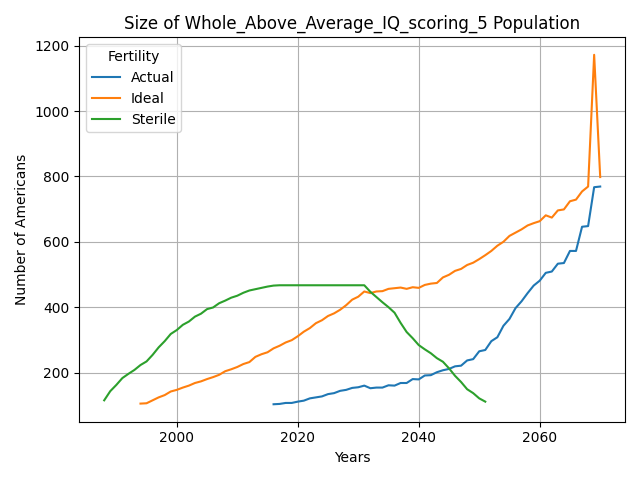 Size of Whole_Above_Average_IQ_scoring_5 Population
Fertility
Actual
Ideal
Sterile
Number of Americans
1200
1000
800
600
400
200
2000
2020
2040
2060
Years